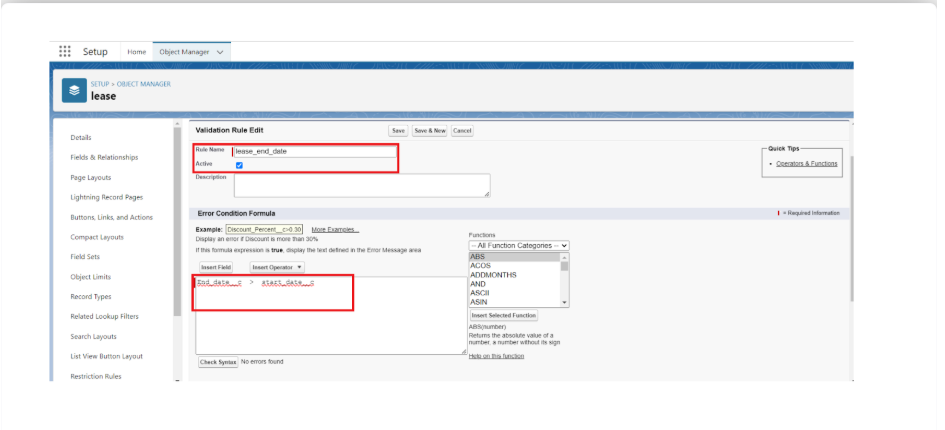 Setup Home Object Manager
SETUP > OBJECT MANAGER
lease
Details
Fields & Relationships
Page Layouts
Lightning Record Pages
Buttons, Links, and Actions
Compact Layouts
Field Sets
Object Limits
Record Types
Related Lookup Filters
Search Layouts
List View Button Layout
Restriction Rules
Validation Rule Edit Save Save & New Cancel
Rule Name lease_end_date
Active
Description
Quick Tips
Operators & Functions
Error Condition Formula = Required Information
Example: Discount_Percent__c>0.30 More Examples...
Display an error if Discount is more than 30%
If this formula expression is true, display the text defined in the Error Message area
Insert Field Insert Operator
End_date__c > start_date__c
Check Syntax No errors found
Functions
-- All Function Categories --
ABS
ACOS
ADDMONTHS
AND
ASCII
ASIN
Insert Selected Function
ABS(number)
Returns the absolute value of a
number, a number without its sign
Help on this function